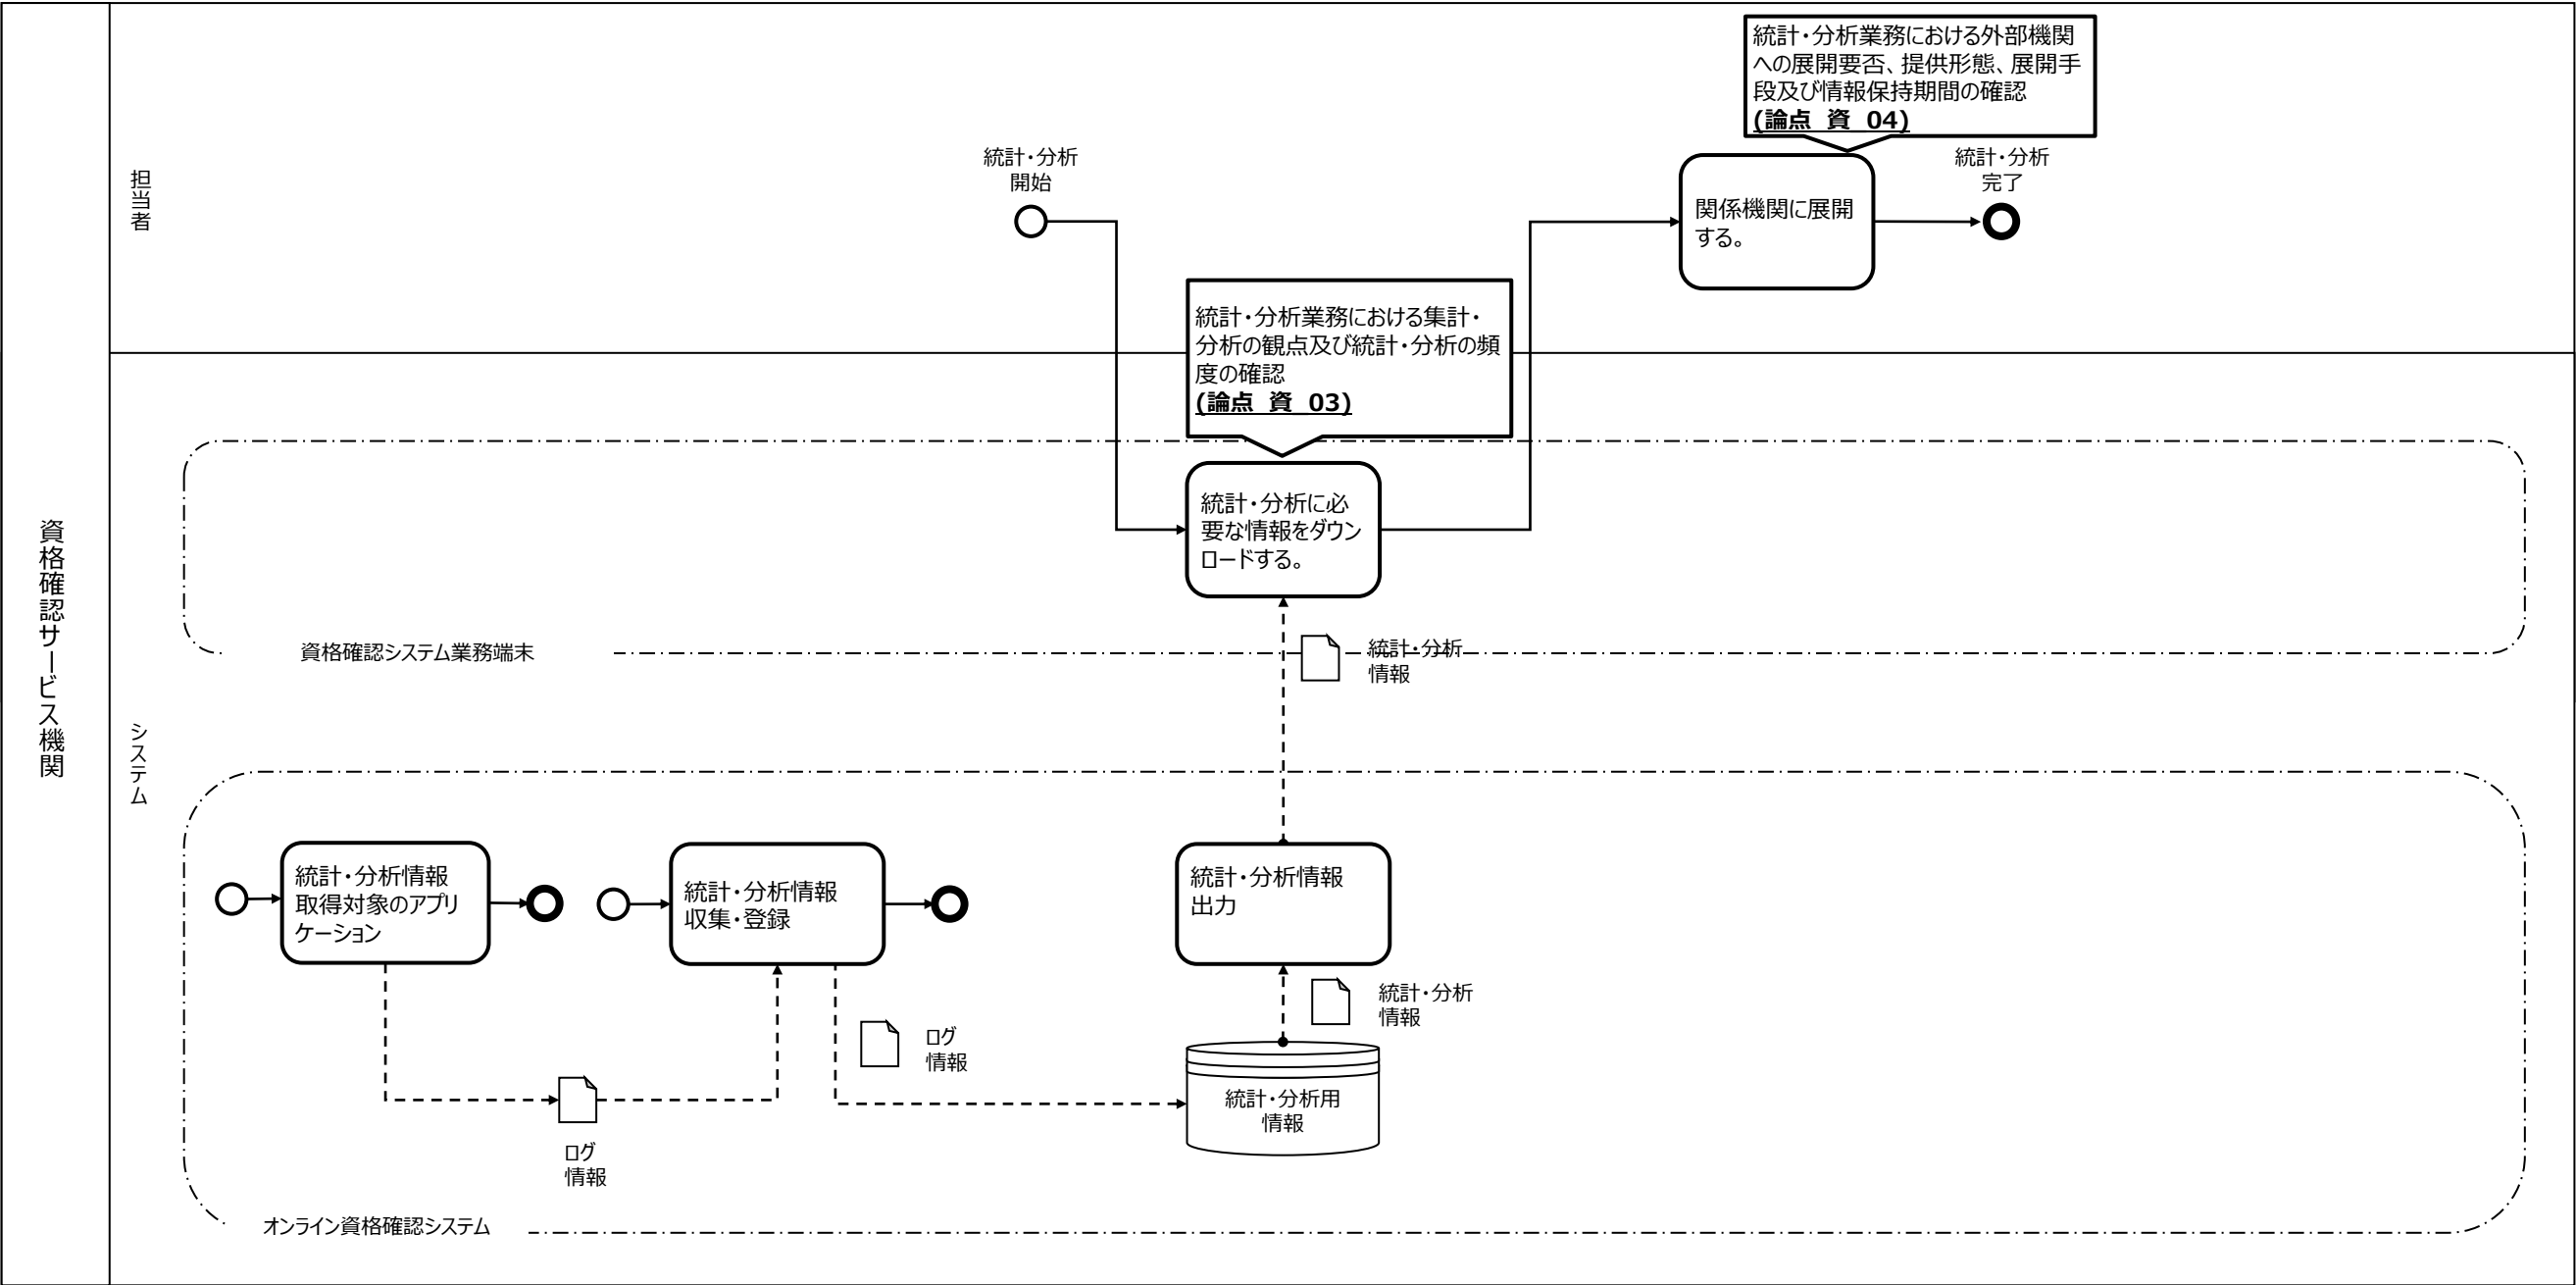 資格確認サービス機関
担当者
統計・分析
開始
統計・分析業務における外部機関
への展開要否、提供形態、展開手
段及び情報保持期間の確認
(論点_資_04)
関係機関に展開
する。
統計・分析
完了
システム
統計・分析業務における集計・
分析の観点及び統計・分析の頻
度の確認
(論点_資_03)
統計・分析に必
要な情報をダウン
ロードする。
資格確認システム業務端末
統計・分析
情報
統計・分析情報
取得対象のアプリ
ケーション
統計・分析情報
収集・登録
統計・分析情報
出力
ログ
情報
ログ
情報
統計・分析
情報
統計・分析用
情報
オンライン資格確認システム